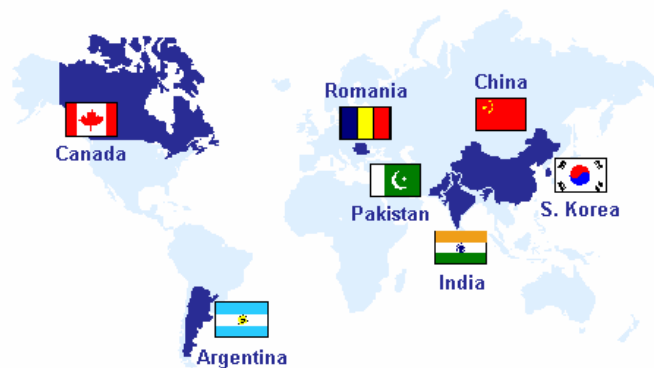 China
Romania
Canada
Pakistan
S. Korea
India
Argentina